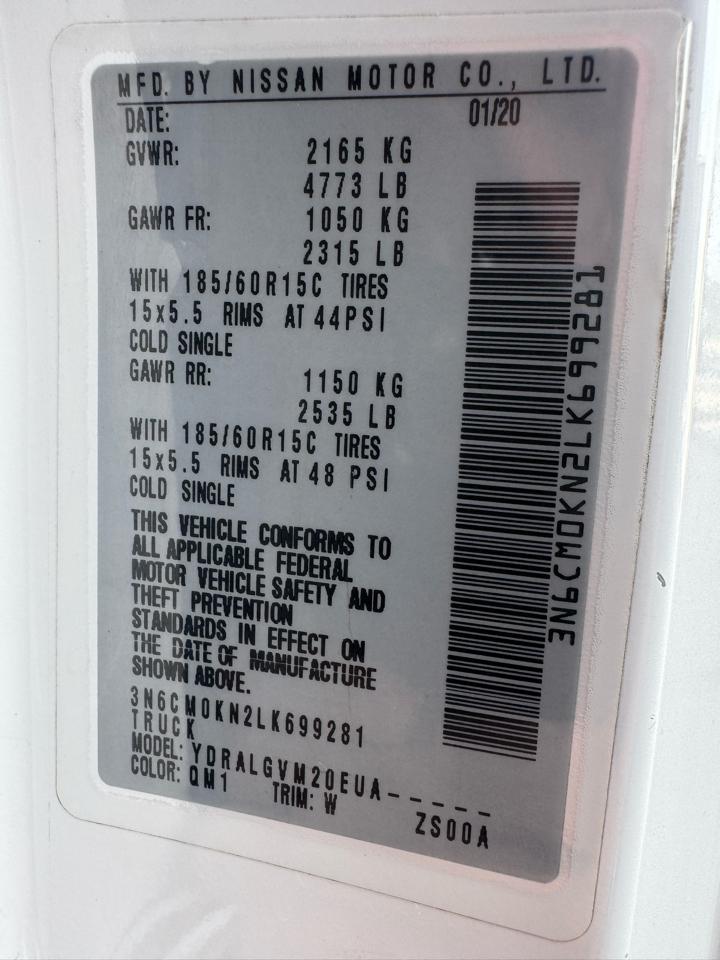 MFD. BY NISSAN MOTOR CO., LTD.
DATE: 01/20
GVWR: 2165 KG
4773 LB
GAWR FR: 1050 KG
2315 LB
WITH 185/60R15C TIRES
15x5.5 RIMS AT 44PSI
COLD SINGLE
GAWR RR: 1150 KG
2535 LB
WITH 185/60R15C TIRES
15x5.5 RIMS AT 48 PSI
COLD SINGLE
THIS VEHICLE CONFORMS TO
ALL APPLICABLE FEDERAL
MOTOR VEHICLE SAFETY AND
THEFT PREVENTION
STANDARDS IN EFFECT ON
THE DATE OF MANUFACTURE
SHOWN ABOVE.
3N6CM0KN2LK699281
TRUCK
MODEL: YDRALGVM20EUA-----
COLOR: QM1 TRIM: W ZS00A
3N6CM0KN2LK699281